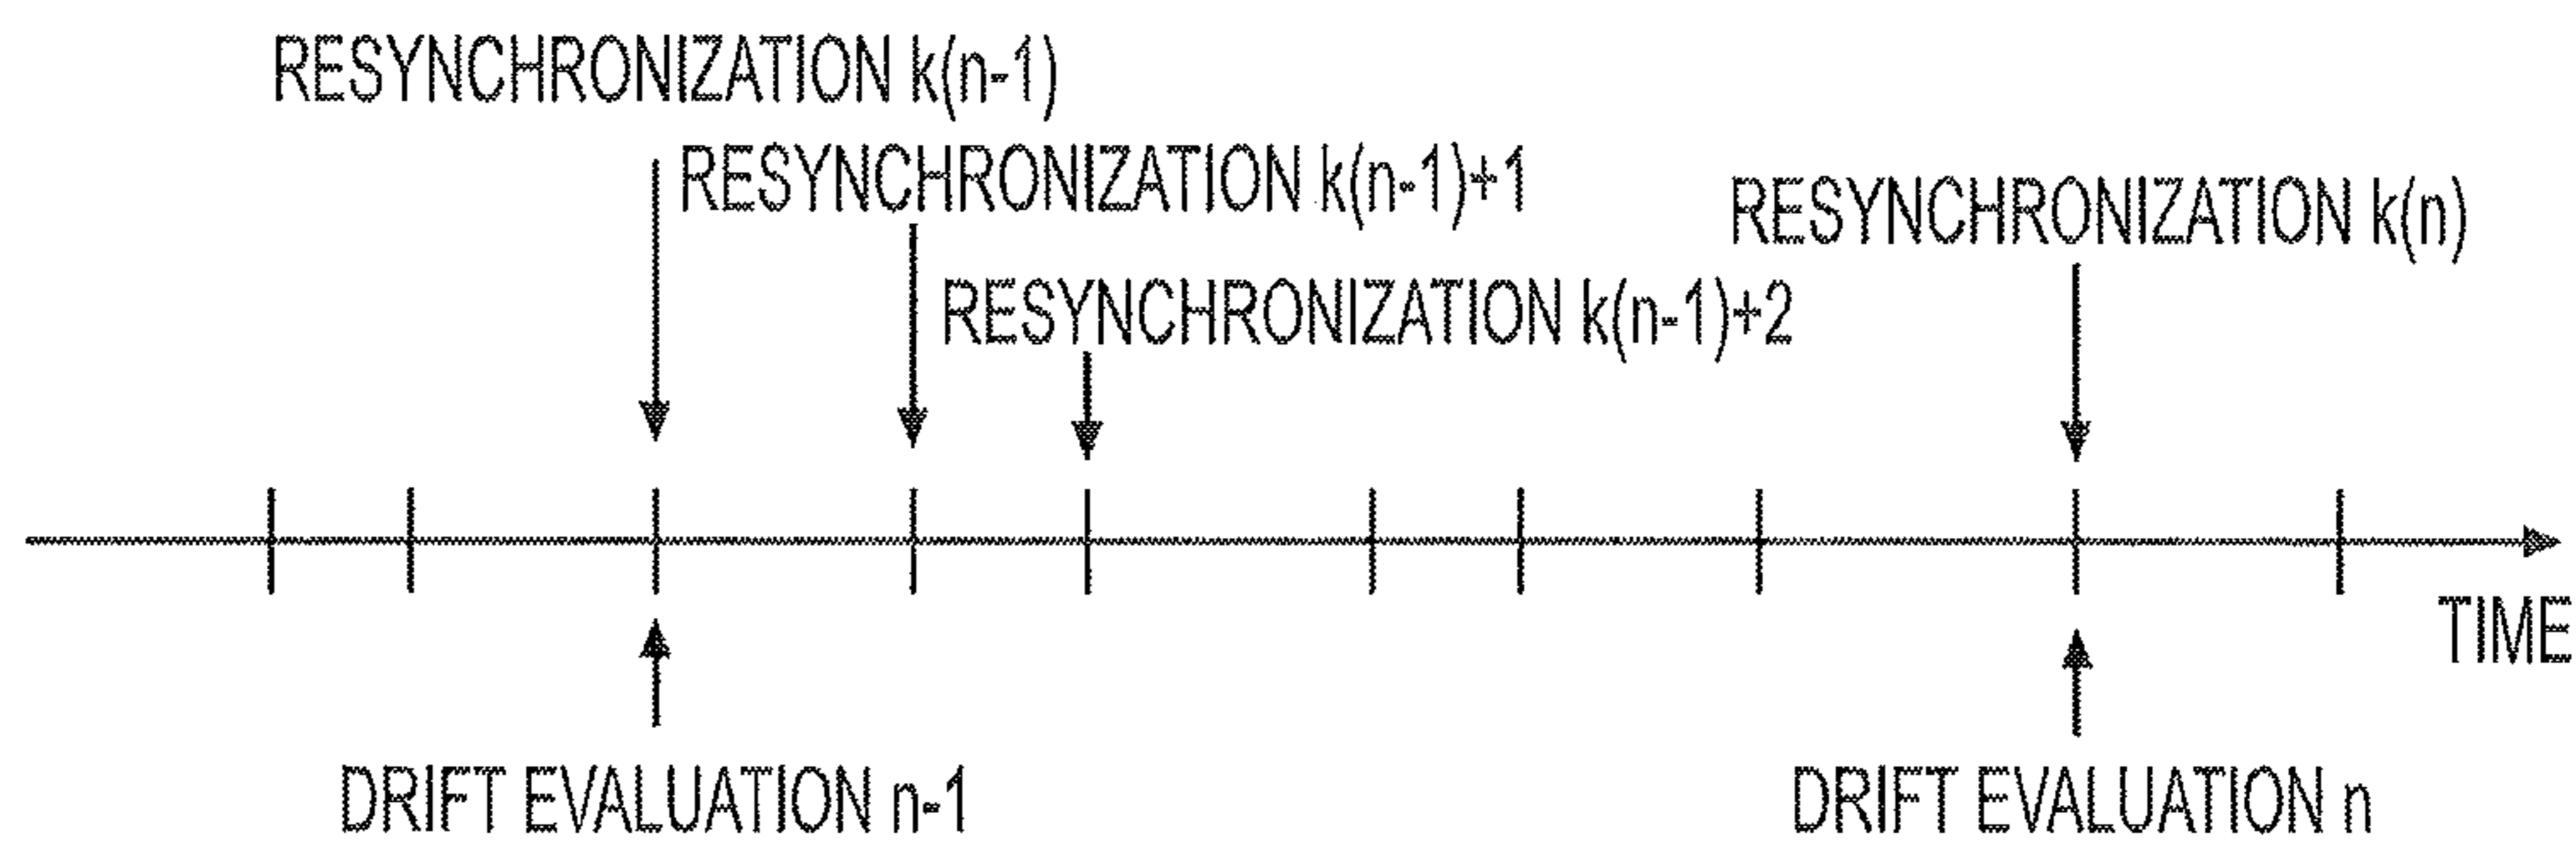 RESYNCHRONIZATION k(n-1)
RESYNCHRONIZATION k(n-1)+1
RESYNCHRONIZATION k(n)
RESYNCHRONIZATION k(n-1)+2
TIME
DRIFT EVALUATION n-1
DRIFT EVALUATION n